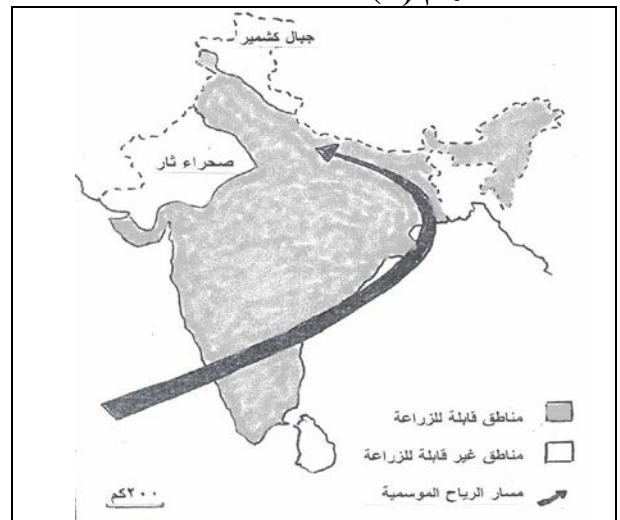 جبال كشمير
صحراء ثار
مناطق قابلة للزراعة
مناطق غير قابلة للزراعة
مسار الرياح الموسمية
٢٠٠كم